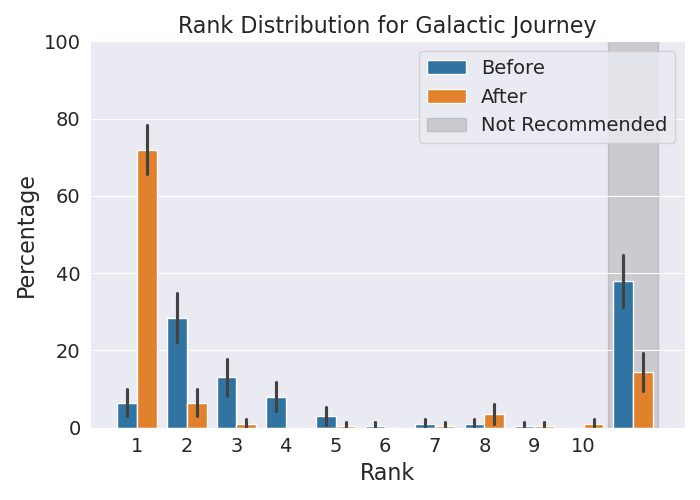 Rank Distribution for Galactic Journey
100
80
60
40
20
0
Percentage
Before
After
Not Recommended
1 2 3 4 5 6 7 8 9 10
Rank